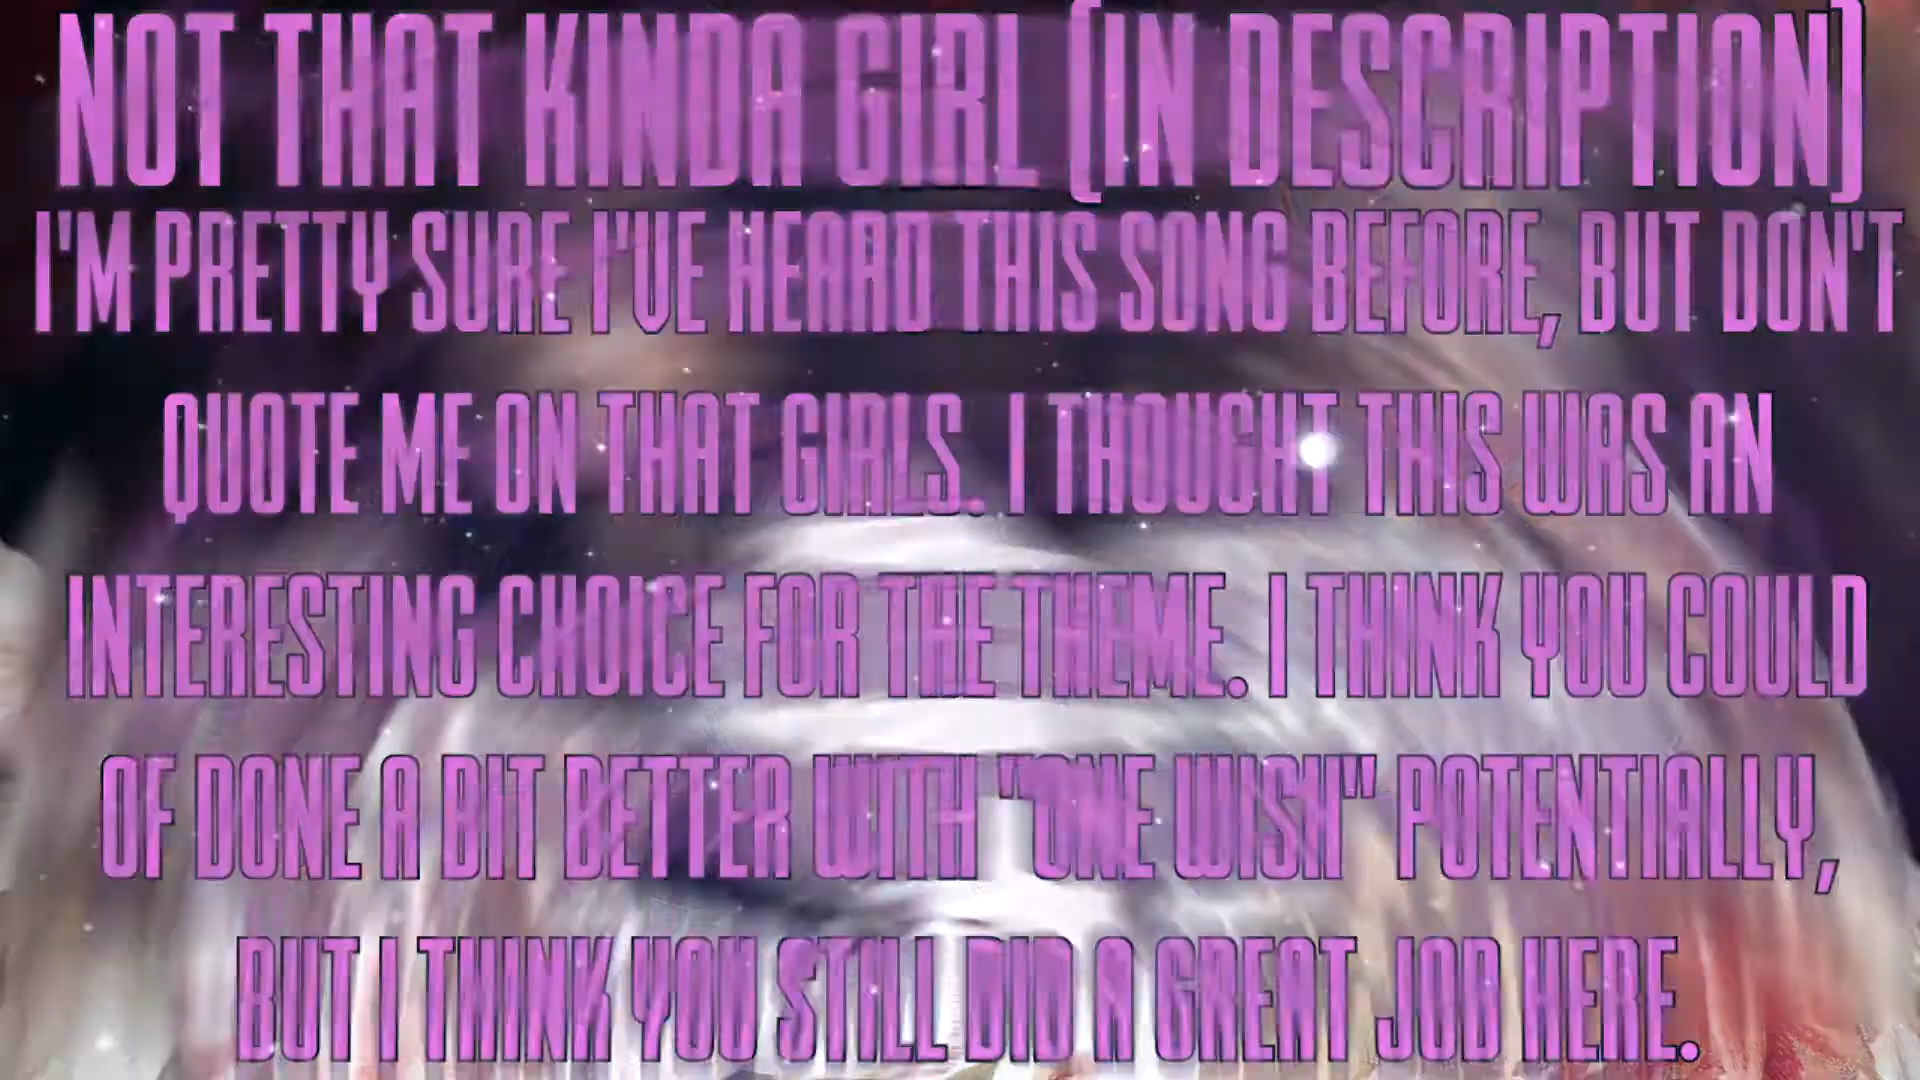 NOT THAT KINDA GIRL (IN DESCRIPTION)
I'M PRETTY SURE I'VE HEARD THIS SONG BEFORE, BUT DON'T
QUOTE ME ON THAT GIRLS. I THOUGHT THIS WAS AN
INTERESTING CHOICE FOR THE THEME. I THINK YOU COULD
OF DONE A BIT BETTER WITH "ONE WISH" POTENTIALLY,
BUT I THINK YOU STILL DID A GREAT JOB HERE.